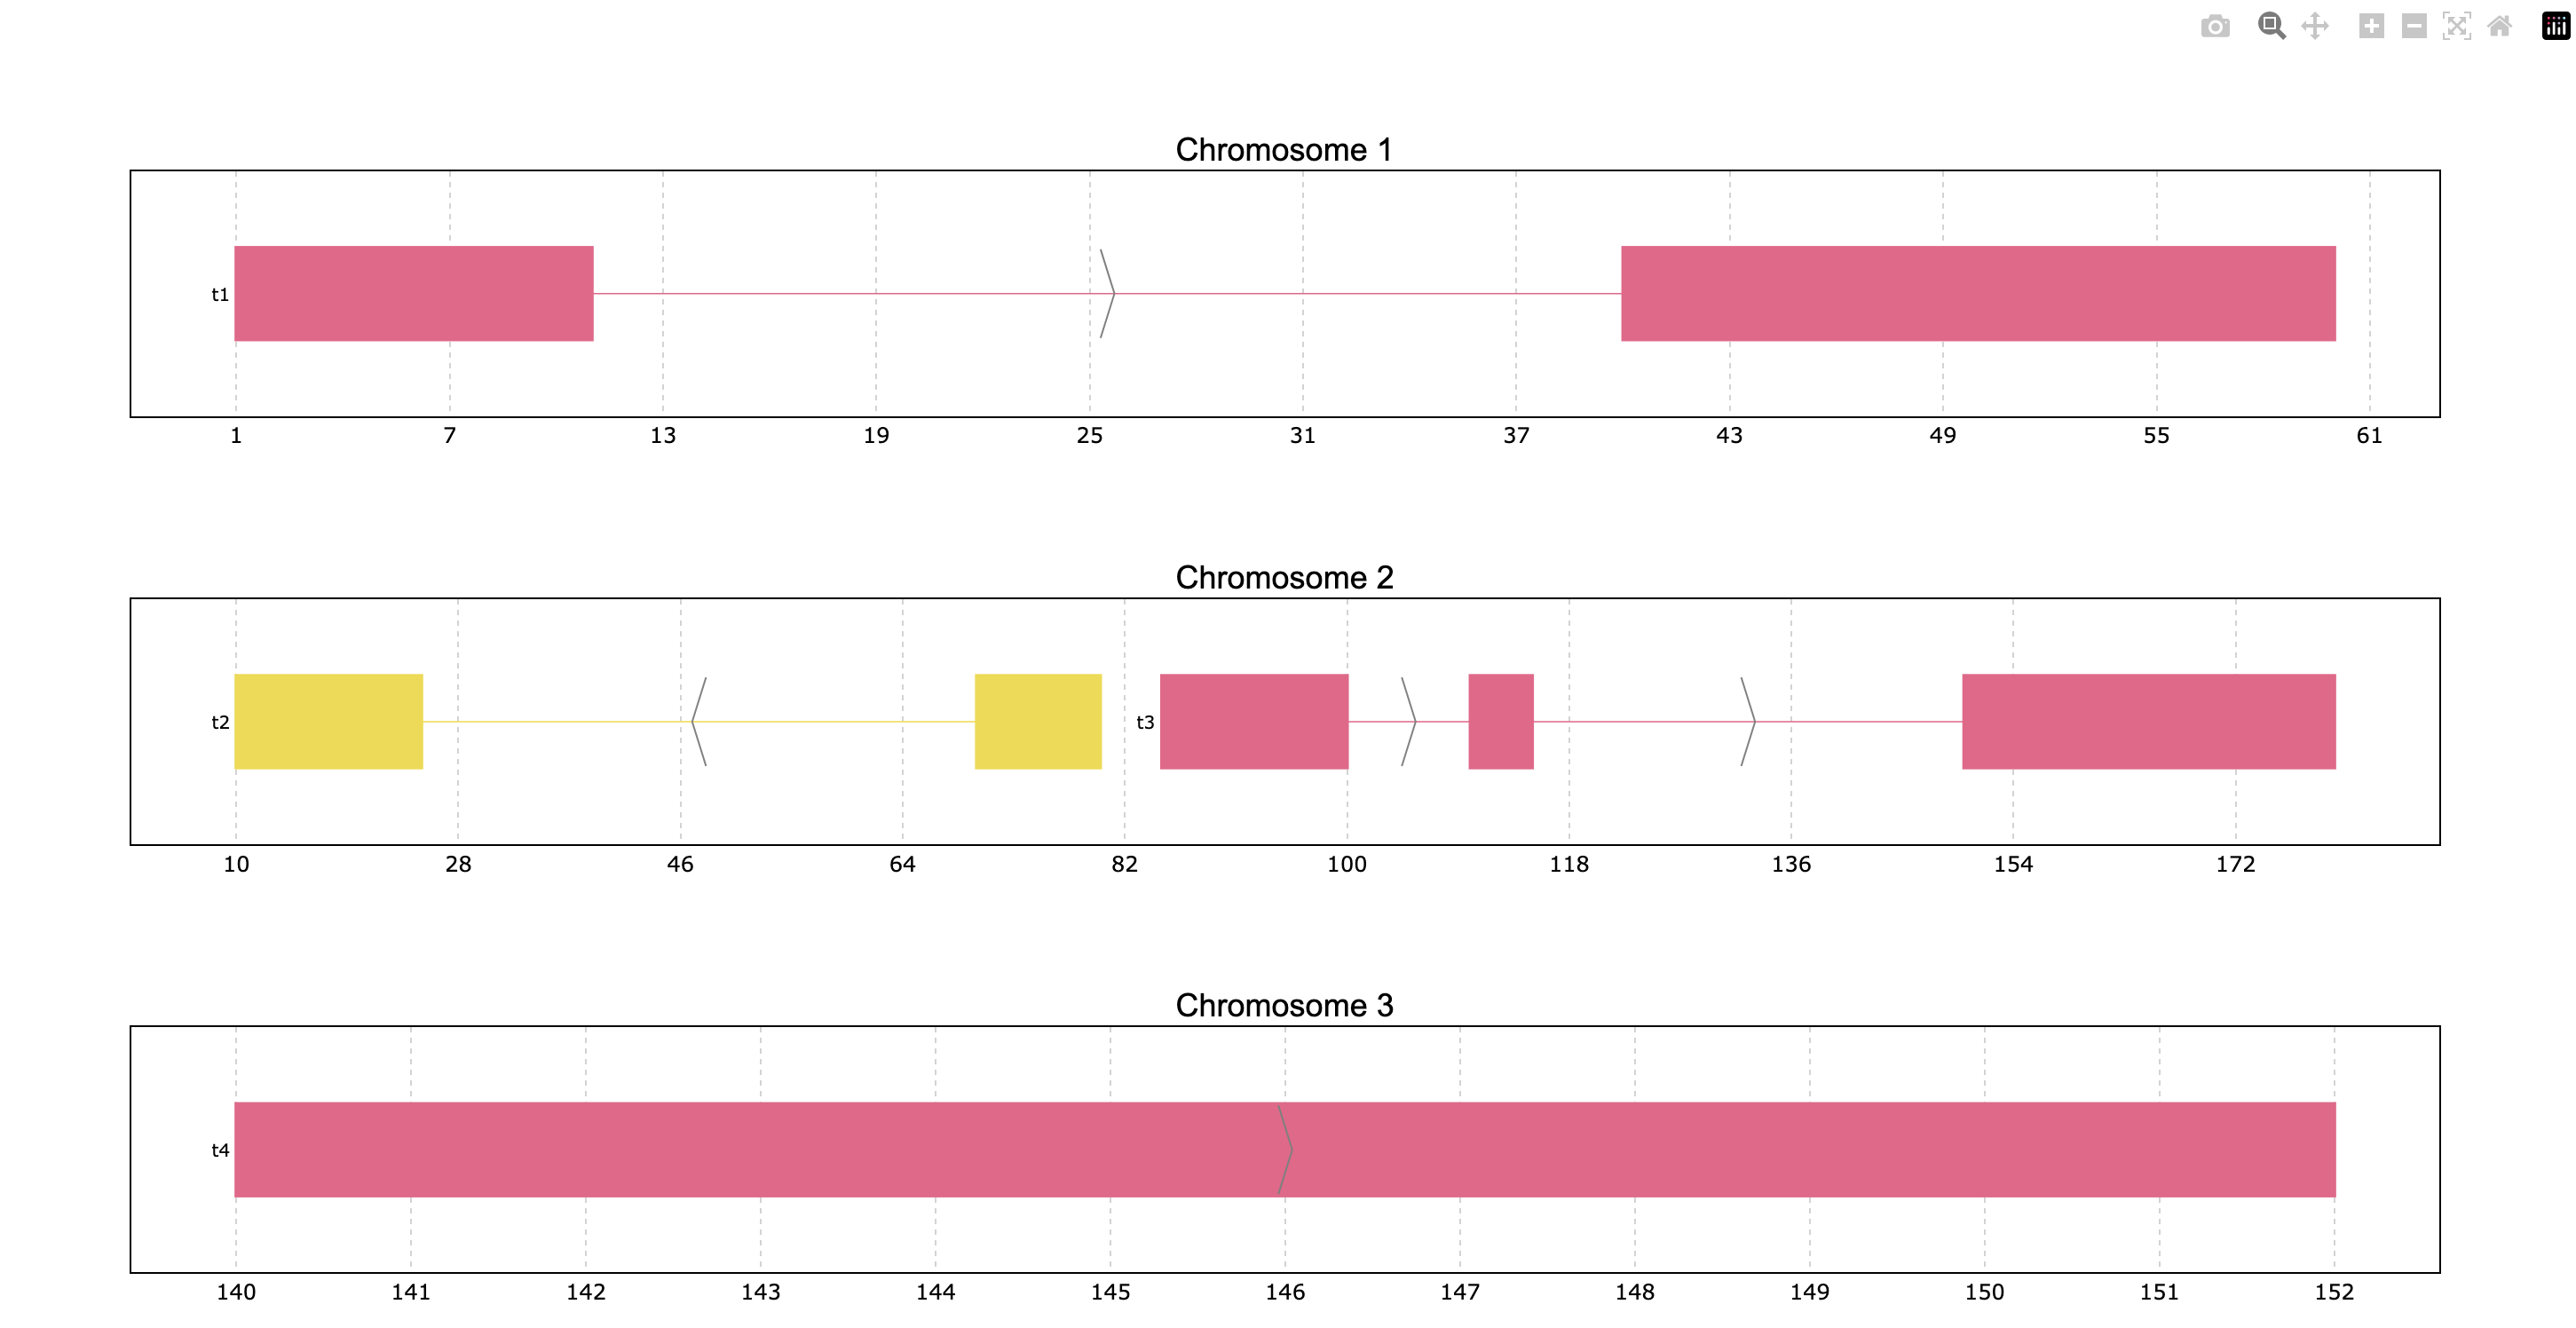 Chromosome 1
t1
1 7 13 19 25 31 37 43 49 55 61
Chromosome 2
t2 t3
10 28 46 64 82 100 118 136 154 172
Chromosome 3
t4
140 141 142 143 144 145 146 147 148 149 150 151 152